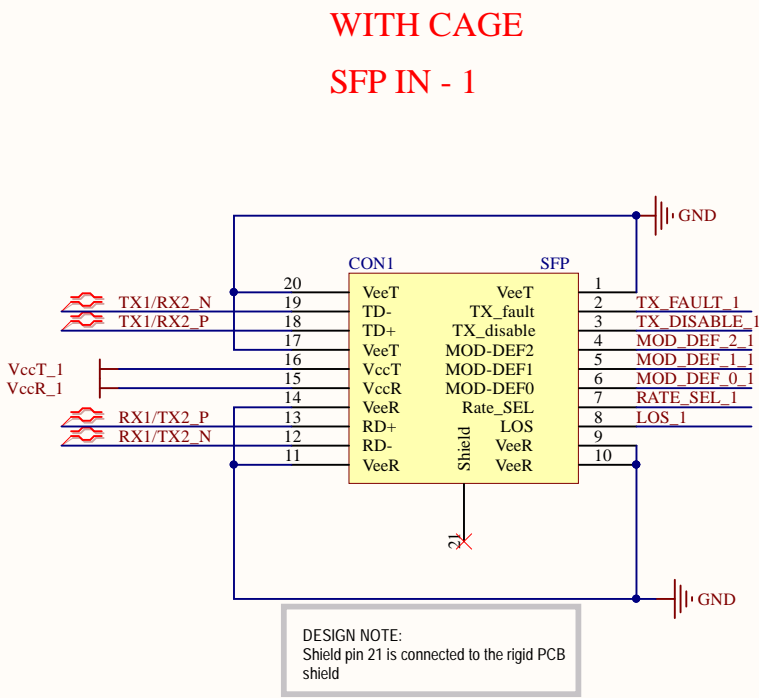 WITH CAGE
SFP IN - 1
GND
CON1 SFP
20 VeeT VeeT 1
TX1/RX2_N 19 TD- TX_fault 2 TX_FAULT_1
TX1/RX2_P 18 TD+ TX_disable 3 TX_DISABLE_1
17 VeeT MOD-DEF2 4 MOD_DEF_2_1
VccT_1 16 VccT MOD-DEF1 5 MOD_DEF_1_1
VccR_1 15 VccR MOD-DEF0 6 MOD_DEF_0_1
14 VeeR Rate_SEL 7 RATE_SEL_1
RX1/TX2_P 13 RD+ LOS 8 LOS_1
RX1/TX2_N 12 RD- VeeR 9
11 VeeR VeeR 10
Shield
21
GND
DESIGN NOTE:
Shield pin 21 is connected to the rigid PCB
shield